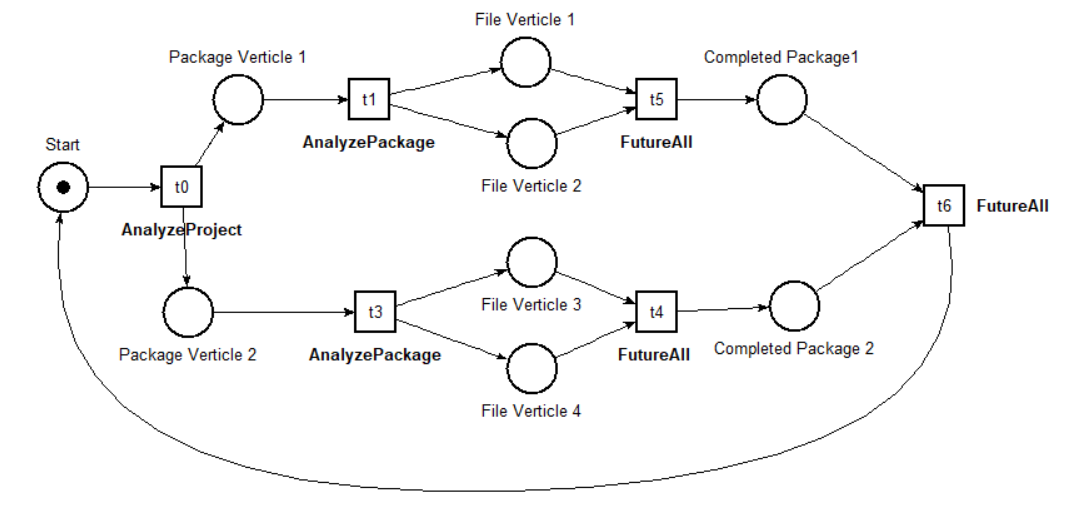 File Verticle 1
Package Verticle 1
Completed Package1
t1
t5
AnalyzePackage
FutureAll
Start
File Verticle 2
t0
t6
FutureAll
AnalyzeProject
File Verticle 3
t3
t4
Package Verticle 2
AnalyzePackage
FutureAll
Completed Package 2
File Verticle 4